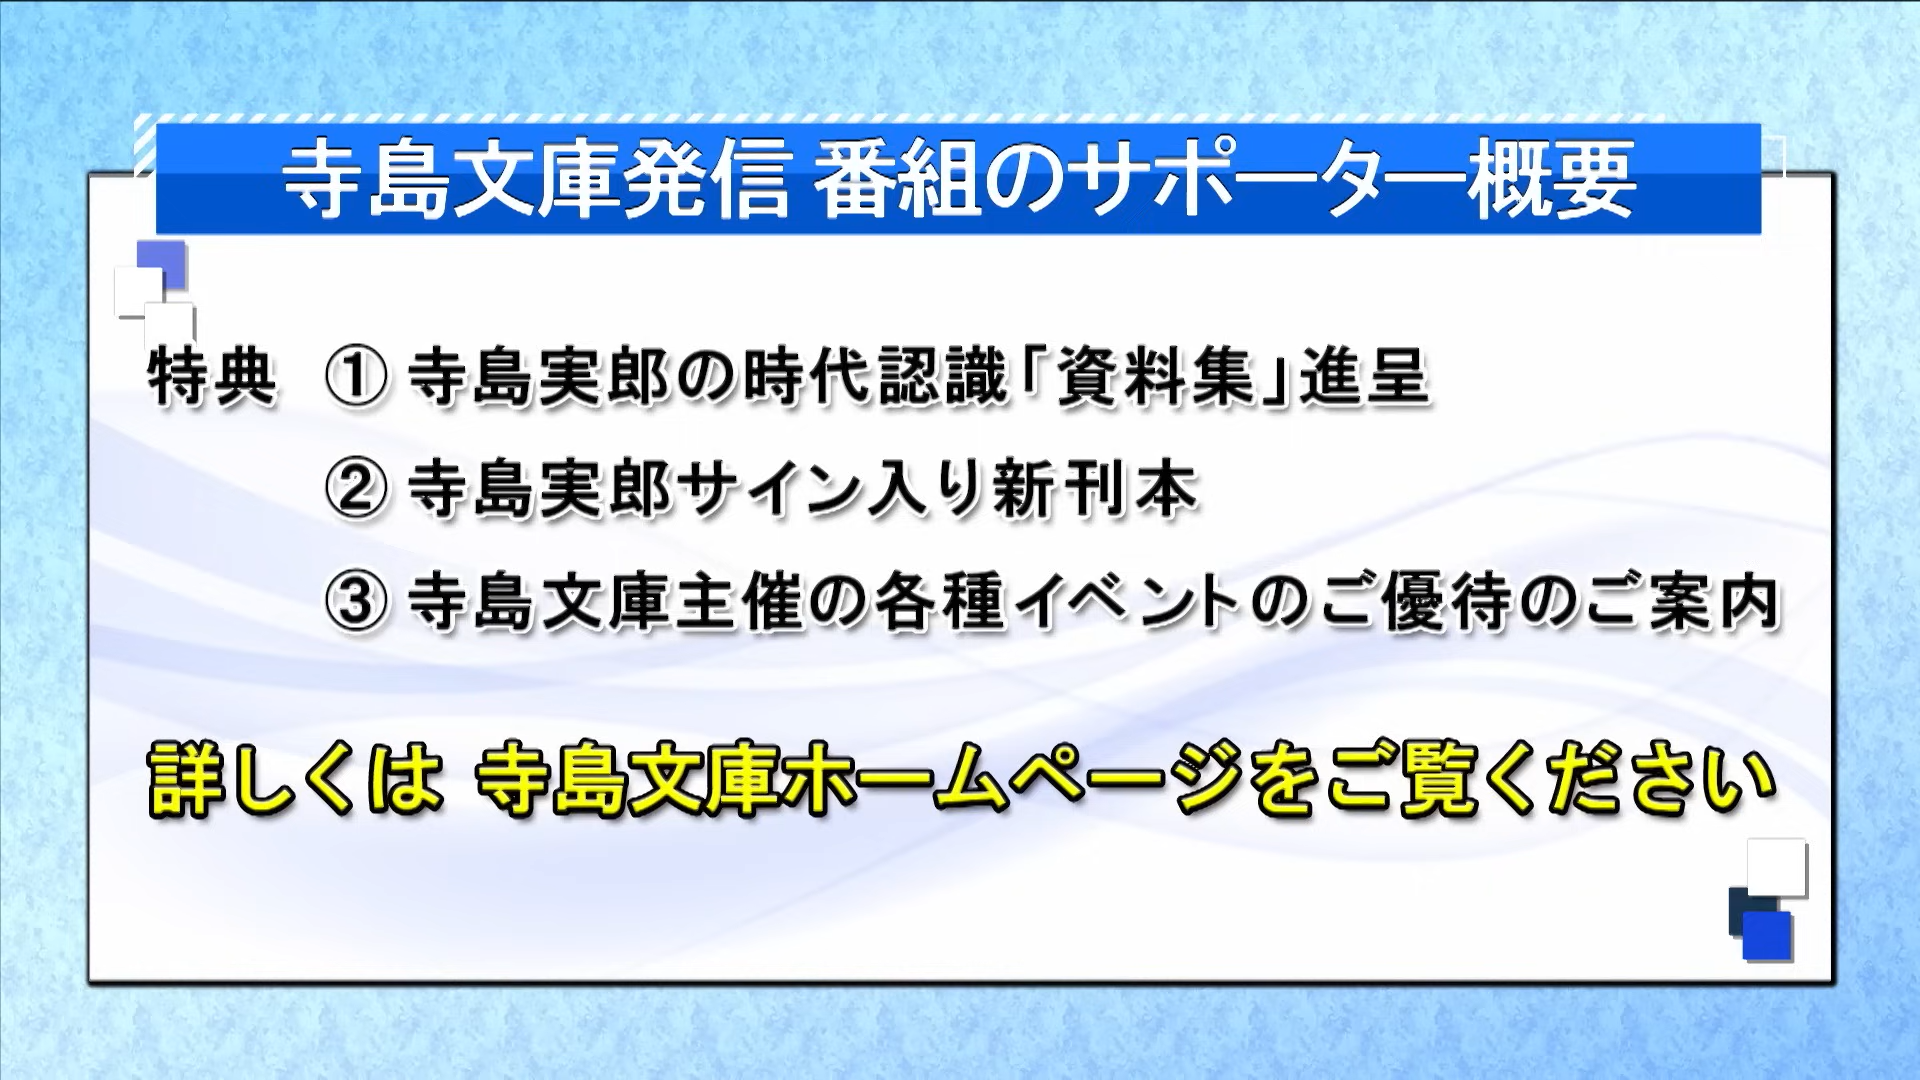 寺島文庫発信 番組のサポーター概要
特典 ① 寺島実郎の時代認識「資料集」進呈
② 寺島実郎サイン入り新刊本
③ 寺島文庫主催の各種イベントのご優待のご案内
詳しくは 寺島文庫ホームページをご覧ください